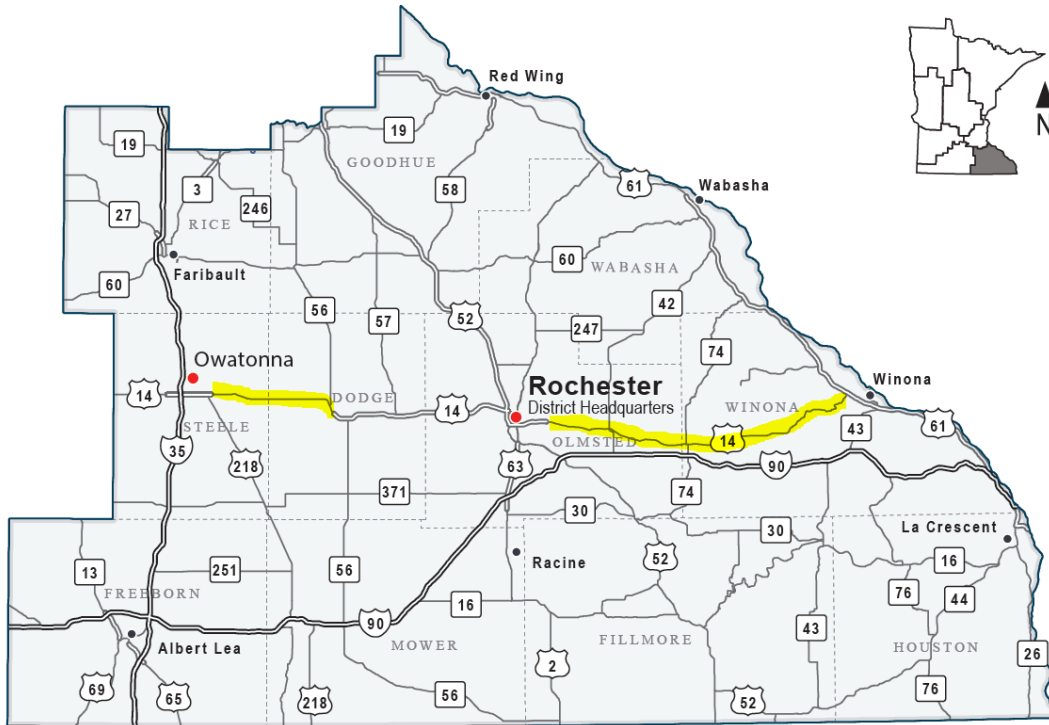 Red Wing
N
19
GOODHUE
19
3
58
61
Wabasha
27
246
RICE
Faribault
60
WABASHA
60
56
42
57
52
247
74
Owatonna
Rochester
District Headquarters
Winona
14
DODGE
14
WINONA
STEELE
OLMSTED
14
43
61
35
218
63
90
371
74
30
30
La Crescent
52
Racine
16
13
251
56
76
44
FREEBORN
16
90
43
Albert Lea
MOWER
FILLMORE
HOUSTON
2
26
69
65
218
56
52
76